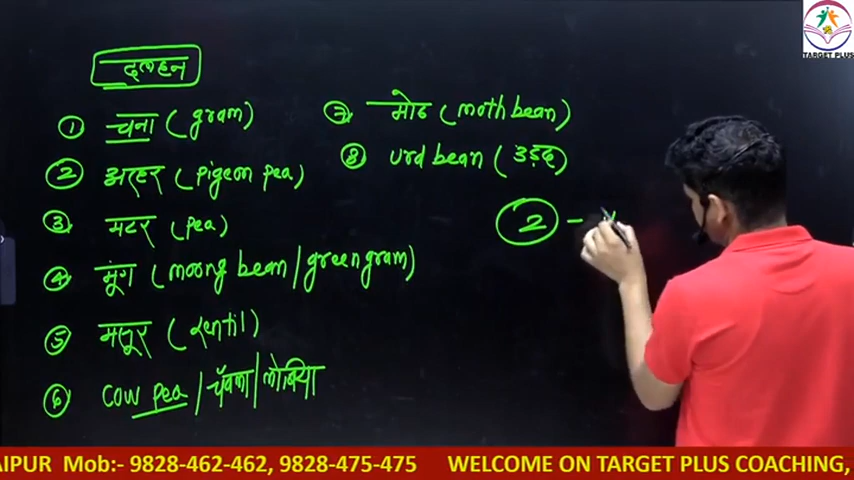 दलहन
① चना (gram)
② अरहर (pigeon pea)
③ मटर (pea)
④ मूंग (moong bean/green gram)
⑤ मसूर (lentil)
⑥ cow pea/चँवला/लोबिया
⑦ मोठ (moth bean)
⑧ urd bean (उड़द)
② -
TARGET PLUS
AIPUR Mob:- 9828-462-462, 9828-475-475 WELCOME ON TARGET PLUS COACHING,